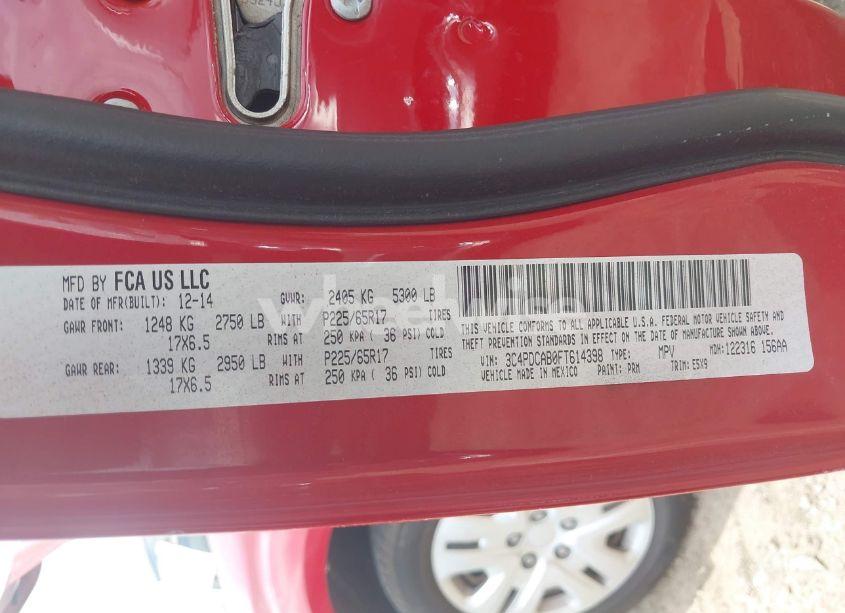 MFD BY FCA US LLC
DATE OF MFR(BUILT): 12-14 GVWR: 2405 KG 5300 LB
GAWR FRONT: 1248 KG 2750 LB WITH P225/65R17 TIRES
17X6.5 RIMS AT 250 KPA ( 36 PSI) COLD
GAWR REAR: 1339 KG 2950 LB WITH P225/65R17 TIRES
17X6.5 RIMS AT 250 KPA ( 36 PSI) COLD
THIS VEHICLE CONFORMS TO ALL APPLICABLE U.S.A. FEDERAL MOTOR VEHICLE SAFETY AND
THEFT PREVENTION STANDARDS IN EFFECT ON THE DATE OF MANUFACTURE SHOWN ABOVE.
VIN: 3C4PDCAB0FT614398 TYPE: MPV MDH: 122316 156AA
VEHICLE MADE IN MEXICO PAINT: PRM TRIM: E5X9